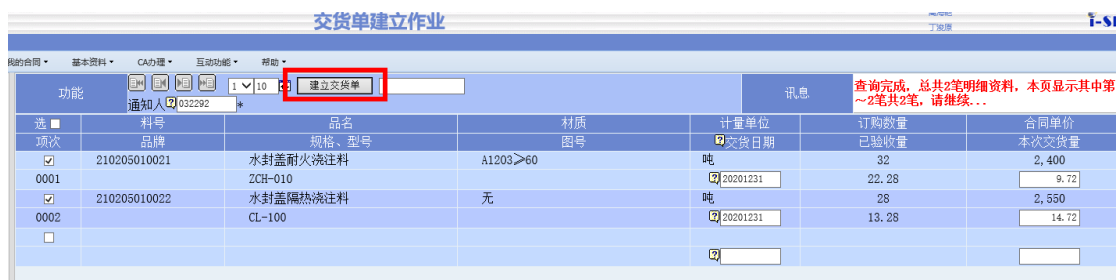 交货单建立作业
丁浚原
i-S
我的合同 基本资料 CA办理 互动功能 帮助
功能 1 10 建立交货单 讯息 查询完成，总共2笔明细资料，本页显示其中第
通知人 032292 * ～2笔共2笔，请继续...
选 料号 品名 材质 计量单位 订购数量 合同单价
项次 品牌 规格、型号 图号 交货日期 已验收量 本次交货量
210205010021 水封盖耐火浇注料 A1203≥60 吨 32 2,400
0001 ZCH-010 20201231 22.28 9.72
210205010022 水封盖隔热浇注料 无 吨 28 2,550
0002 CL-100 20201231 13.28 14.72